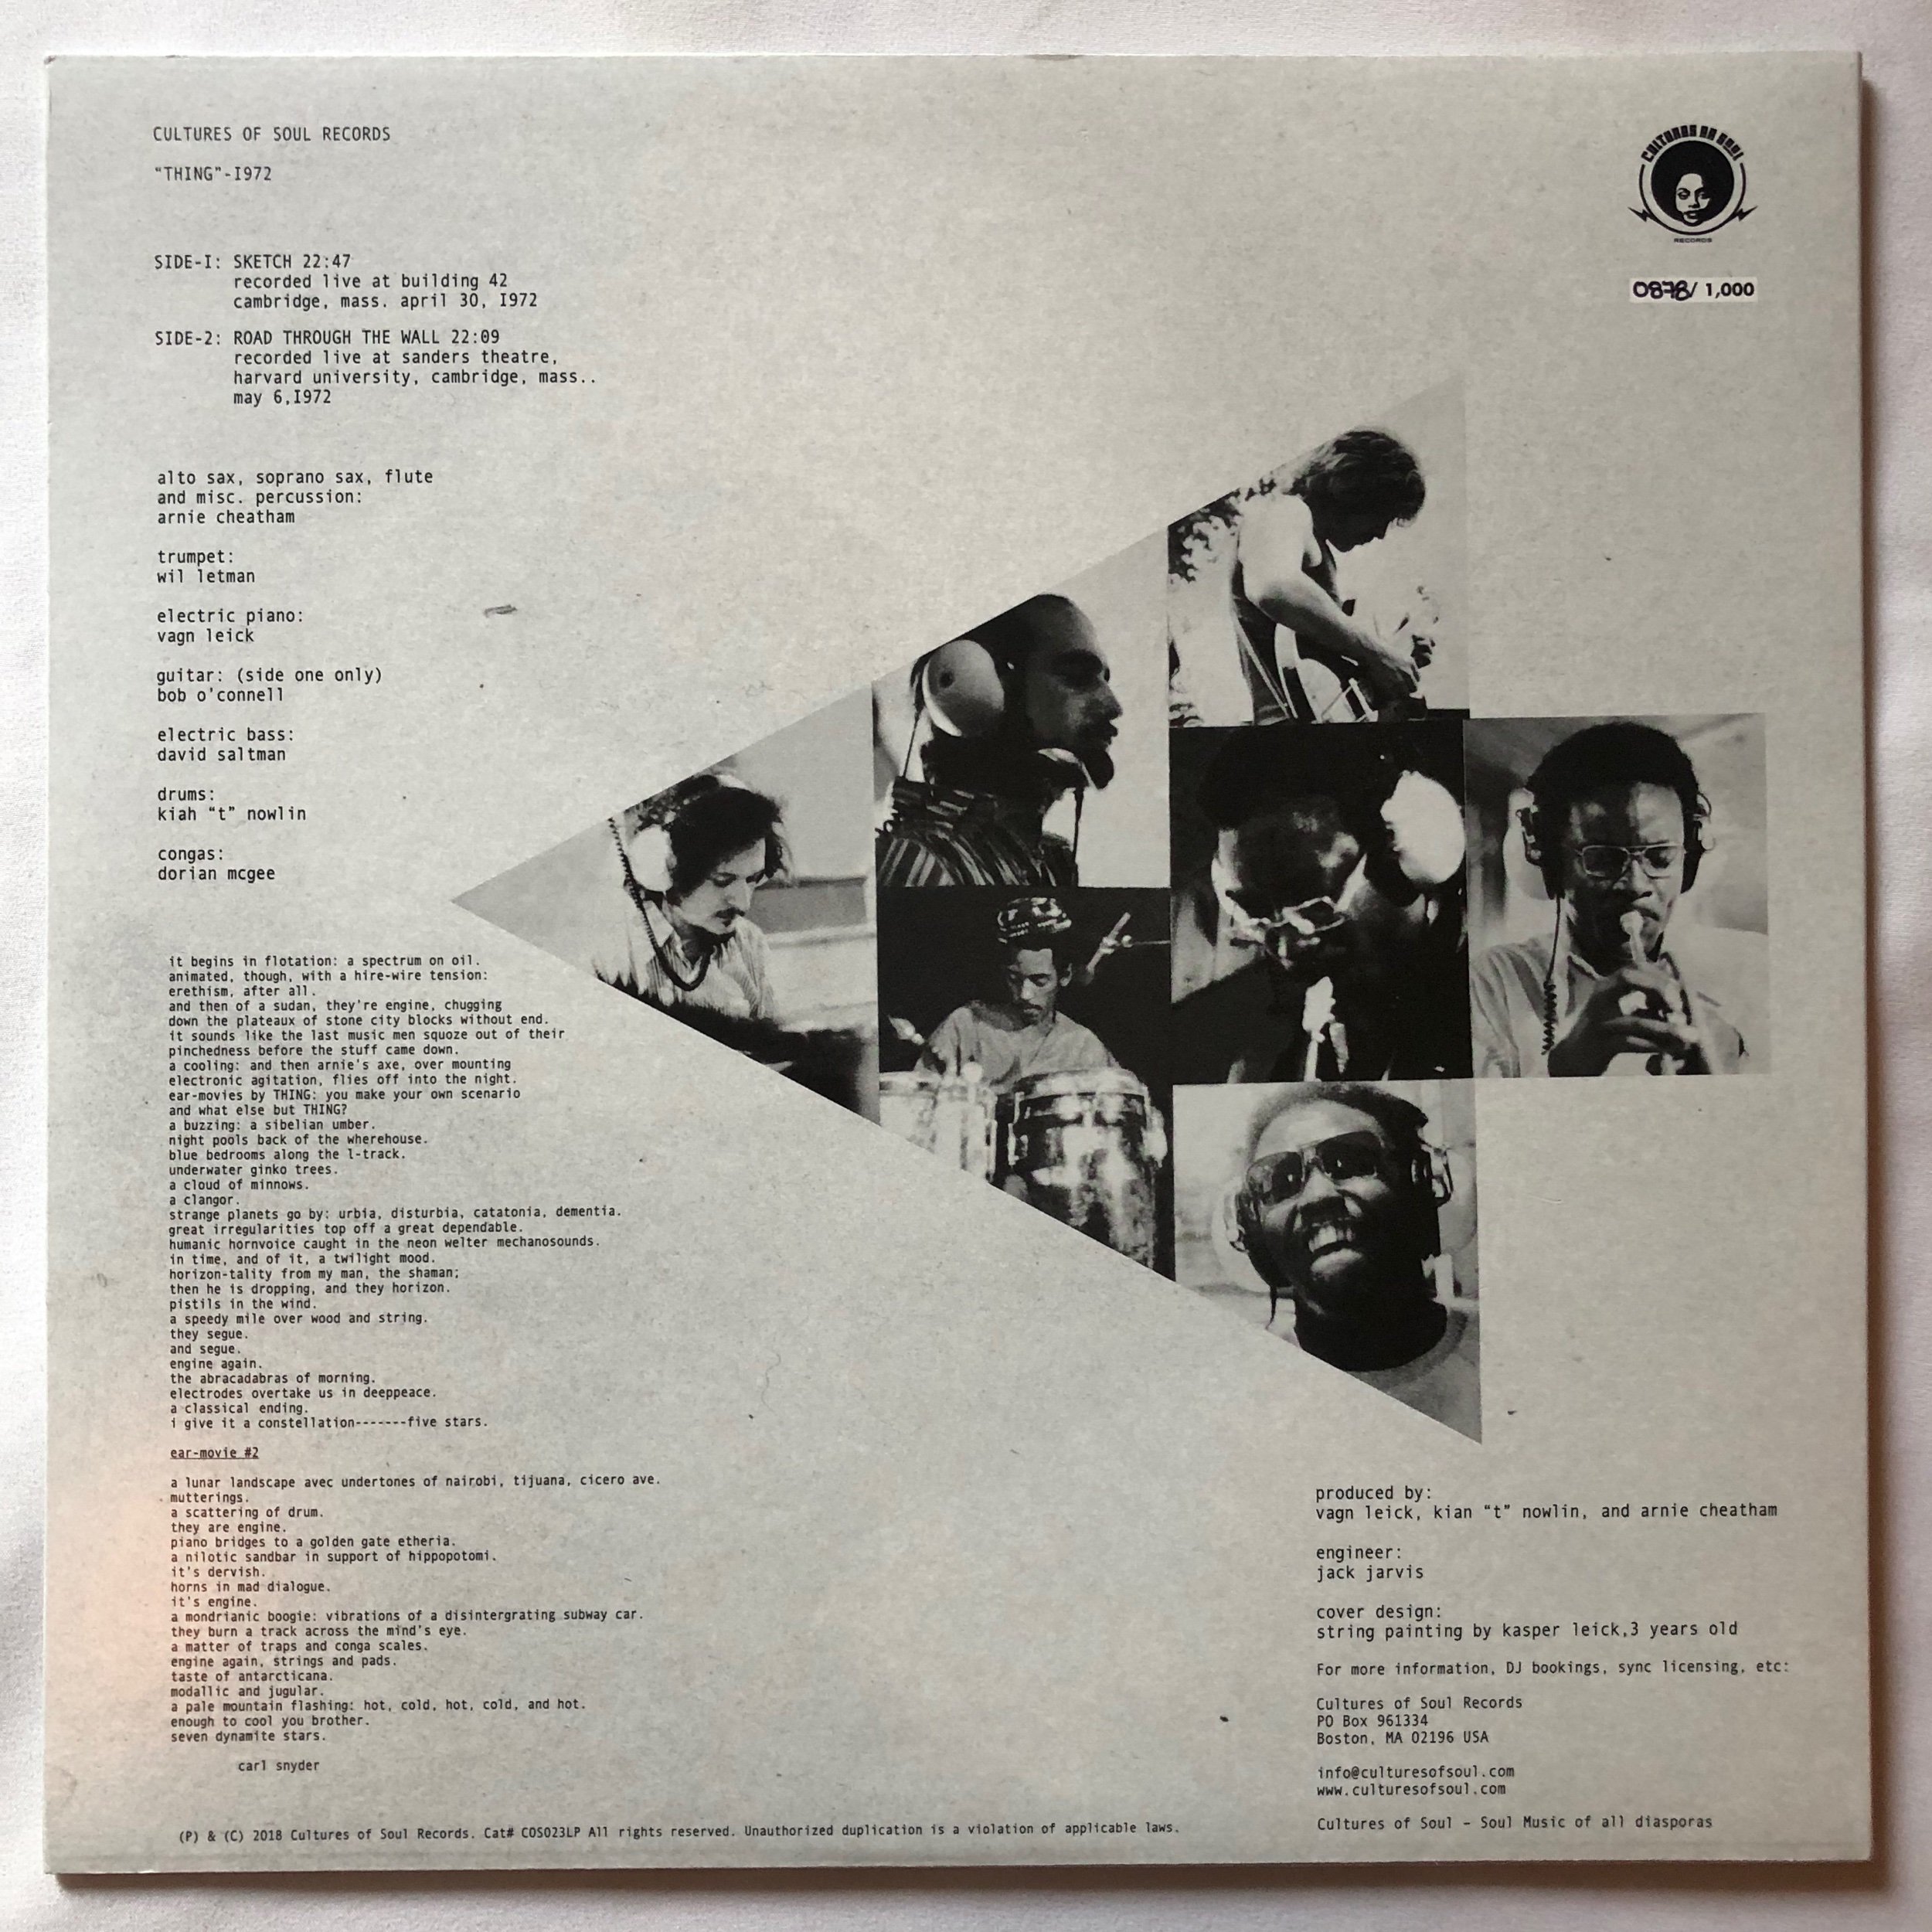 CULTURES OF SOUL RECORDS
"THING"-I972
CULTURES OF SOUL
RECORDS
0878/ 1,000
SIDE-I: SKETCH 22:47
recorded live at building 42
cambridge, mass. april 30, I972
SIDE-2: ROAD THROUGH THE WALL 22:09
recorded live at sanders theatre,
harvard university, cambridge, mass..
may 6,I972
alto sax, soprano sax, flute
and misc. percussion:
arnie cheatham
trumpet:
wil letman
electric piano:
vagn leick
guitar: (side one only)
bob o'connell
electric bass:
david saltman
drums:
kiah “t” nowlin
congas:
dorian mcgee
it begins in flotation: a spectrum on oil.
animated, though, with a hire-wire tension:
erethism, after all.
and then of a sudan, they're engine, chugging
down the plateaux of stone city blocks without end.
it sounds like the last music men squoze out of their
pinchedness before the stuff came down.
a cooling: and then arnie's axe, over mounting
electronic agitation, flies off into the night.
ear-movies by THING: you make your own scenario
and what else but THING?
a buzzing: a sibelian umber.
night pools back of the wherehouse.
blue bedrooms along the l-track.
underwater ginko trees.
a cloud of minnows.
a clangor.
strange planets go by: urbia, disturbia, catatonia, dementia.
great irregularities top off a great dependable.
humanic hornvoice caught in the neon welter mechanosounds.
in time, and of it, a twilight mood.
horizon-tality from my man, the shaman;
then he is dropping, and they horizon.
pistils in the wind.
a speedy mile over wood and string.
they segue.
and segue.
engine again.
the abracadabras of morning.
electrodes overtake us in deeppeace.
a classical ending.
i give it a constellation-------five stars.
ear-movie #2
a lunar landscape avec undertones of nairobi, tijuana, cicero ave.
mutterings.
a scattering of drum.
they are engine.
piano bridges to a golden gate etheria.
a nilotic sandbar in support of hippopotomi.
it's dervish.
horns in mad dialogue.
it's engine.
a mondrianic boogie: vibrations of a disintergrating subway car.
they burn a track across the mind's eye.
a matter of traps and conga scales.
engine again, strings and pads.
taste of antarcticana.
modallic and jugular.
a pale mountain flashing: hot, cold, hot, cold, and hot.
enough to cool you brother.
seven dynamite stars.
carl snyder
produced by:
vagn leick, kian “t” nowlin, and arnie cheatham
engineer:
jack jarvis
cover design:
string painting by kasper leick,3 years old
For more information, DJ bookings, sync licensing, etc:
Cultures of Soul Records
PO Box 961334
Boston, MA 02196 USA
info@culturesofsoul.com
www.culturesofsoul.com
Cultures of Soul – Soul Music of all diasporas
(P) & (C) 2018 Cultures of Soul Records. Cat# COS023LP All rights reserved. Unauthorized duplication is a violation of applicable laws.